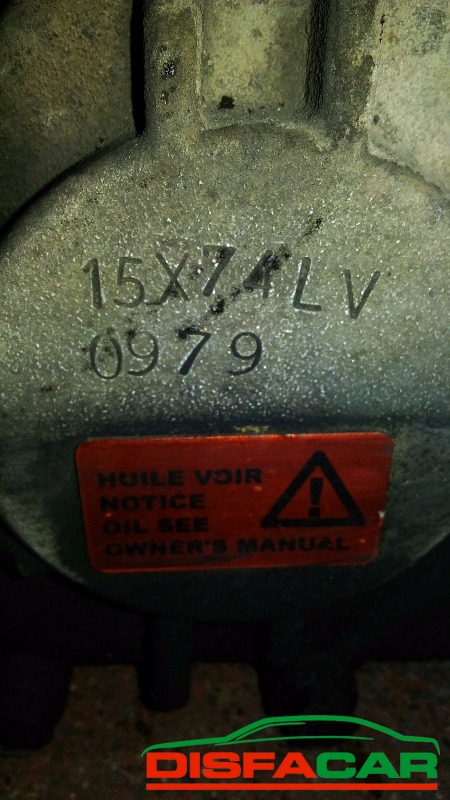 15X74LV
0979
HUILE VOIR
NOTICE
OIL SEE
OWNER'S MANUAL
DISFACAR